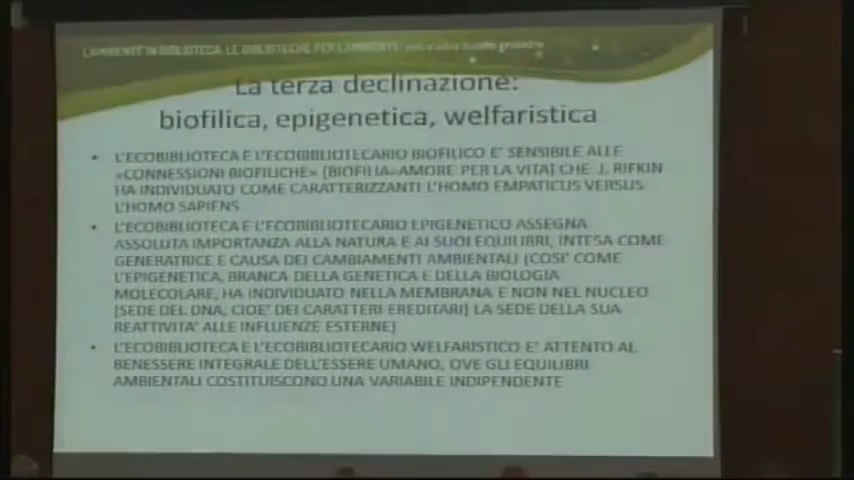 L'AMBIENTE IN BIBLIOTECA, LE BIBLIOTECHE PER L'AMBIENTE:
La terza declinazione:
biofilica, epigenetica, welfaristica
• L'ECOBIBLIOTECA E L'ECOBIBLIOTECARIO BIOFILICO E' SENSIBILE ALLE
«CONNESSIONI BIOFILICHE» [BIOFILIA=AMORE PER LA VITA] CHE J. RIFKIN
HA INDIVIDUATO COME CARATTERIZZANTI L'HOMO EMPATICUS VERSUS
L'HOMO SAPIENS
• L'ECOBIBLIOTECA E L'ECOBIBLIOTECARIO EPIGENETICO ASSEGNA
ASSOLUTA IMPORTANZA ALLA NATURA E AI SUOI EQUILIBRI, INTESA COME
GENERATRICE E CAUSA DEI CAMBIAMENTI AMBIENTALI (COSI' COME
L'EPIGENETICA, BRANCA DELLA GENETICA E DELLA BIOLOGIA
MOLECOLARE, HA INDIVIDUATO NELLA MEMBRANA E NON NEL NUCLEO
[SEDE DEL DNA, CIOE' DEI CARATTERI EREDITARI] LA SEDE DELLA SUA
REATTIVITA' ALLE INFLUENZE ESTERNE)
• L'ECOBIBLIOTECA E L'ECOBIBLIOTECARIO WELFARISTICO E' ATTENTO AL
BENESSERE INTEGRALE DELL'ESSERE UMANO, OVE GLI EQUILIBRI
AMBIENTALI COSTITUISCONO UNA VARIABILE INDIPENDENTE